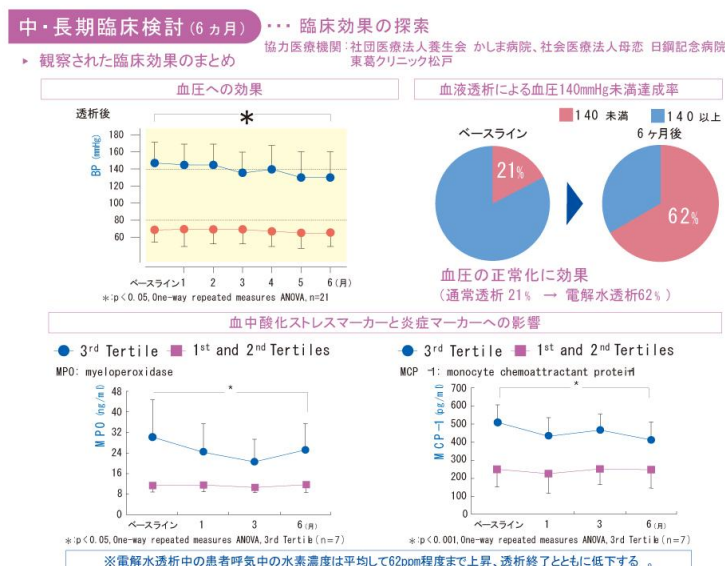 中・長期臨床検討(6ヵ月) ･･･ 臨床効果の探索
協力医療機関：社団医療法人養生会 かしま病院、社会医療法人母恋 日鋼記念病院
東葛クリニック松戸
▶ 観察された臨床効果のまとめ
血圧への効果
透析後
*
BP (mmHg)
180
160
140
120
100
80
60
ベースライン 1 2 3 4 5 6(月)
*:p<0.05,One-way repeated measures ANOVA,n=21
血液透析による血圧140mmHg未満達成率
140 未満 140以上
ベースライン 6ヶ月後
21%
62%
血圧の正常化に効果
（通常透析 21% → 電解水透析62%）
血中酸化ストレスマーカーと炎症マーカーへの影響
3rd Tertile 1st and 2nd Tertiles
MPO: myeloperoxidase
*
MPO (ng/ml)
48
40
32
24
16
8
0
ベースライン 1 3 6(月)
*:p<0.05,One-way repeated measures ANOVA,3rd Tertile(n=7)
3rd Tertile 1st and 2nd Tertiles
MCP-1: monocyte chemoattractant protein-1
*
MCP-1 (pg/ml)
700
600
500
400
300
200
100
0
ベースライン 1 3 6(月)
*:p<0.001,One-way repeated measures ANOVA,3rd Tertile(n=7)
※電解水透析中の患者呼気中の水素濃度は平均して62ppm程度まで上昇、透析終了とともに低下する。